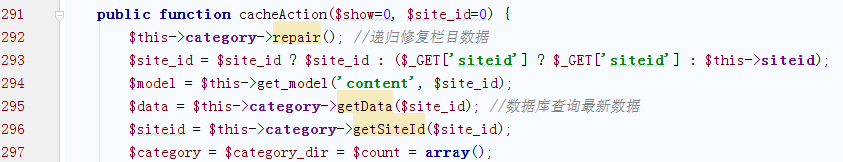 291 public function cacheAction($show=0, $site_id=0) {
292 $this->category->repair(); //递归修复栏目数据
293 $site_id = $site_id ? $site_id : ($_GET['siteid'] ? $_GET['siteid'] : $this->siteid);
294 $model = $this->get_model('content', $site_id);
295 $data = $this->category->getData($site_id); //数据库查询最新数据
296 $siteid = $this->category->getSiteId($site_id);
297 $category = $category_dir = $count = array();